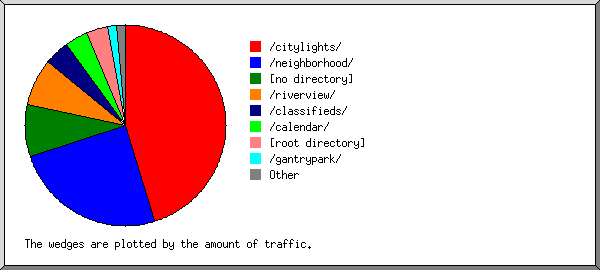 /citylights/
/neighborhood/
[no directory]
/riverview/
/classifieds/
/calendar/
[root directory]
/gantrypark/
Other
The wedges are plotted by the amount of traffic.